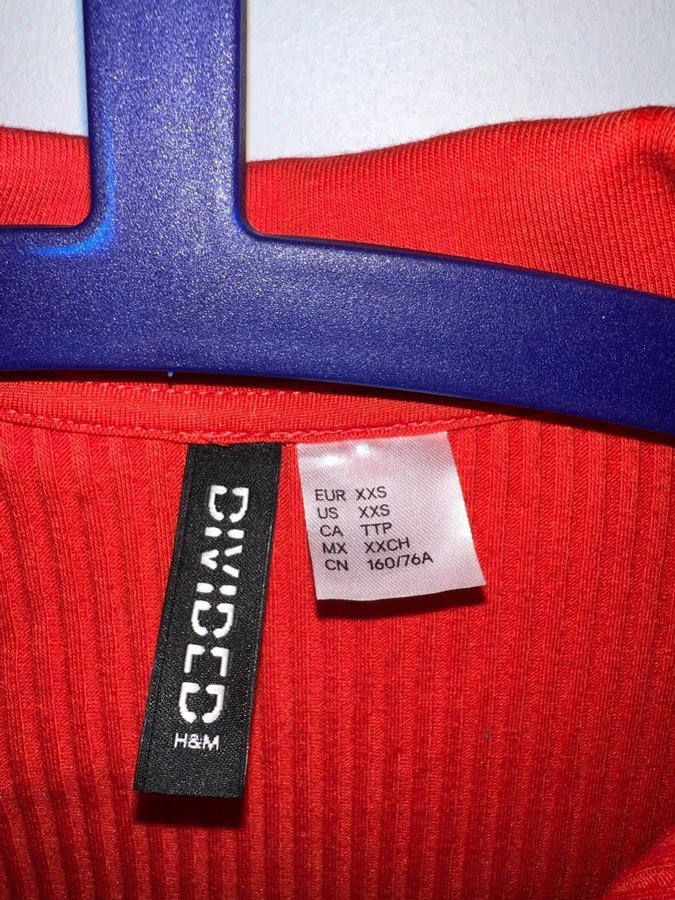 DIVIDED
H&M
EUR XXS
US XXS
CA TTP
MX XXCH
CN 160/76A